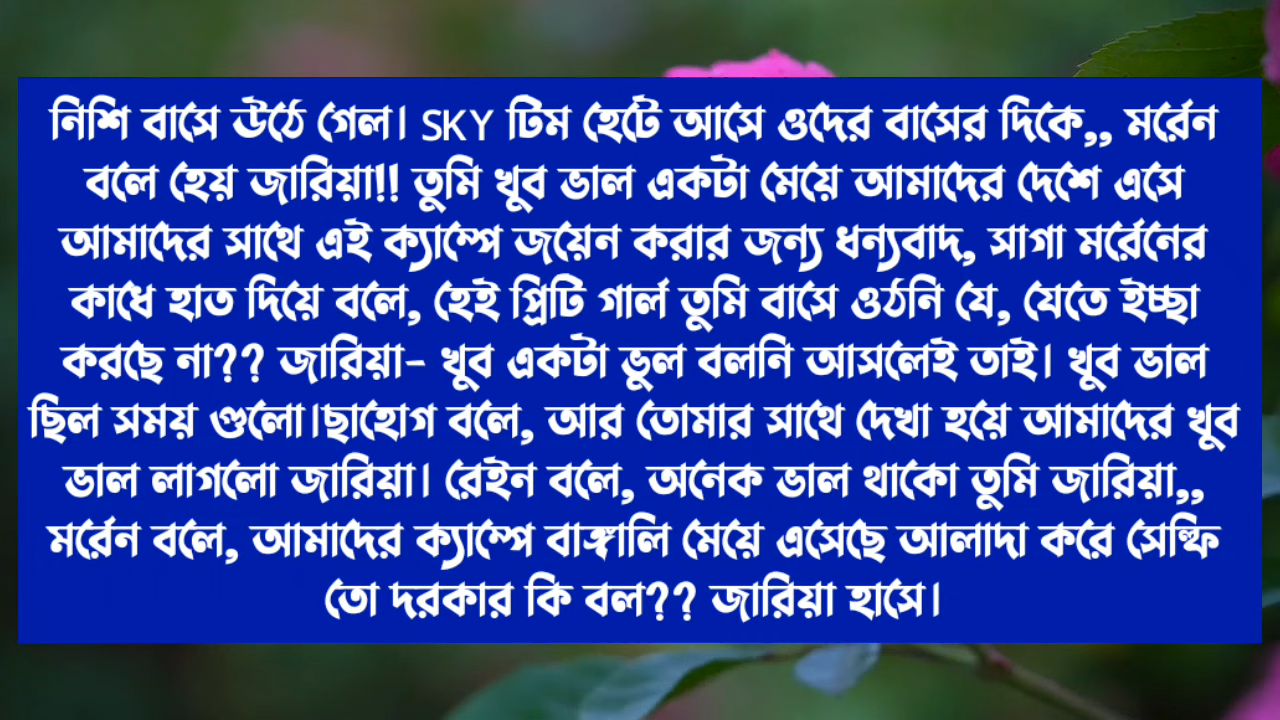 নিশি বাসে উঠে গেল। SKY টিম হেটে আসে ওদের বাসের দিকে,, মর্রেন
বলে হেয় জারিয়া!! তুমি খুব ভাল একটা মেয়ে আমাদের দেশে এসে
আমাদের সাথে এই ক্যাম্পে জয়েন করার জন্য ধন্যবাদ, সাগা মর্রেনের
কাধে হাত দিয়ে বলে, হেই প্রিটি গার্ল তুমি বাসে ওঠনি যে, যেতে ইচ্ছা
করছে না?? জারিয়া- খুব একটা ভুল বলনি আসলেই তাই। খুব ভাল
ছিল সময় গুলো।ছাহোগ বলে, আর তোমার সাথে দেখা হয়ে আমাদের খুব
ভাল লাগলো জারিয়া। রেইন বলে, অনেক ভাল থাকো তুমি জারিয়া,,
মর্রেন বলে, আমাদের ক্যাম্পে বাঙ্গালি মেয়ে এসেছে আলাদা করে সেল্ফি
তো দরকার কি বল?? জারিয়া হাসে।